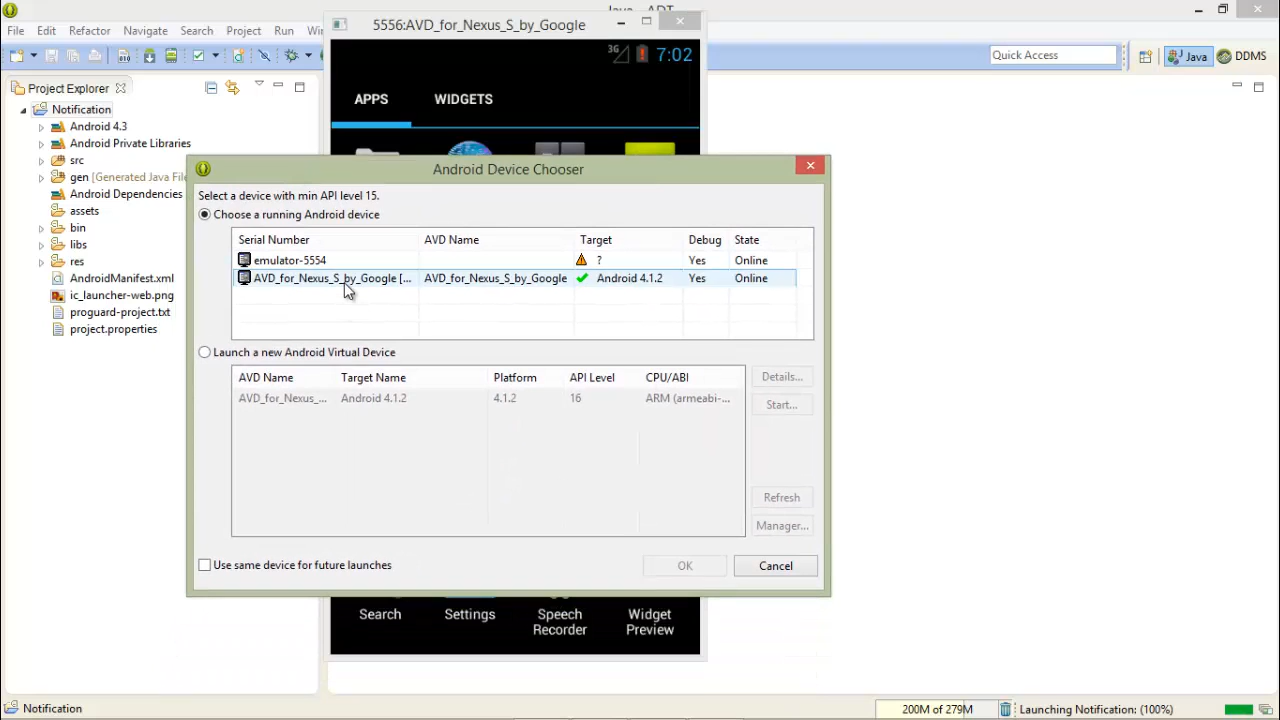 Java - ADT
5556:AVD_for_Nexus_S_by_Google
File Edit Refactor Navigate Search Project Run
Quick Access
Java
DDMS
3G 7:02
Project Explorer
APPS
WIDGETS
Notification
Android 4.3
Android Private Libraries
src
gen [Generated Java File
Android Dependencies
assets
bin
libs
res
AndroidManifest.xml
ic_launcher-web.png
proguard-project.txt
project.properties
Android Device Chooser
Select a device with min API level 15.
Choose a running Android device
Serial Number AVD Name Target Debug State
emulator-5554 ? Yes Online
AVD_for_Nexus_S_by_Google [... AVD_for_Nexus_S_by_Google Android 4.1.2 Yes Online
Launch a new Android Virtual Device
AVD Name Target Name Platform API Level CPU/ABI
AVD_for_Nexus_... Android 4.1.2 4.1.2 16 ARM (armeabi-...
Details...
Start...
Refresh
Manager...
Use same device for future launches
OK
Cancel
Search
Settings
Speech
Recorder
Widget
Preview
Notification
200M of 279M
Launching Notification: (100%)